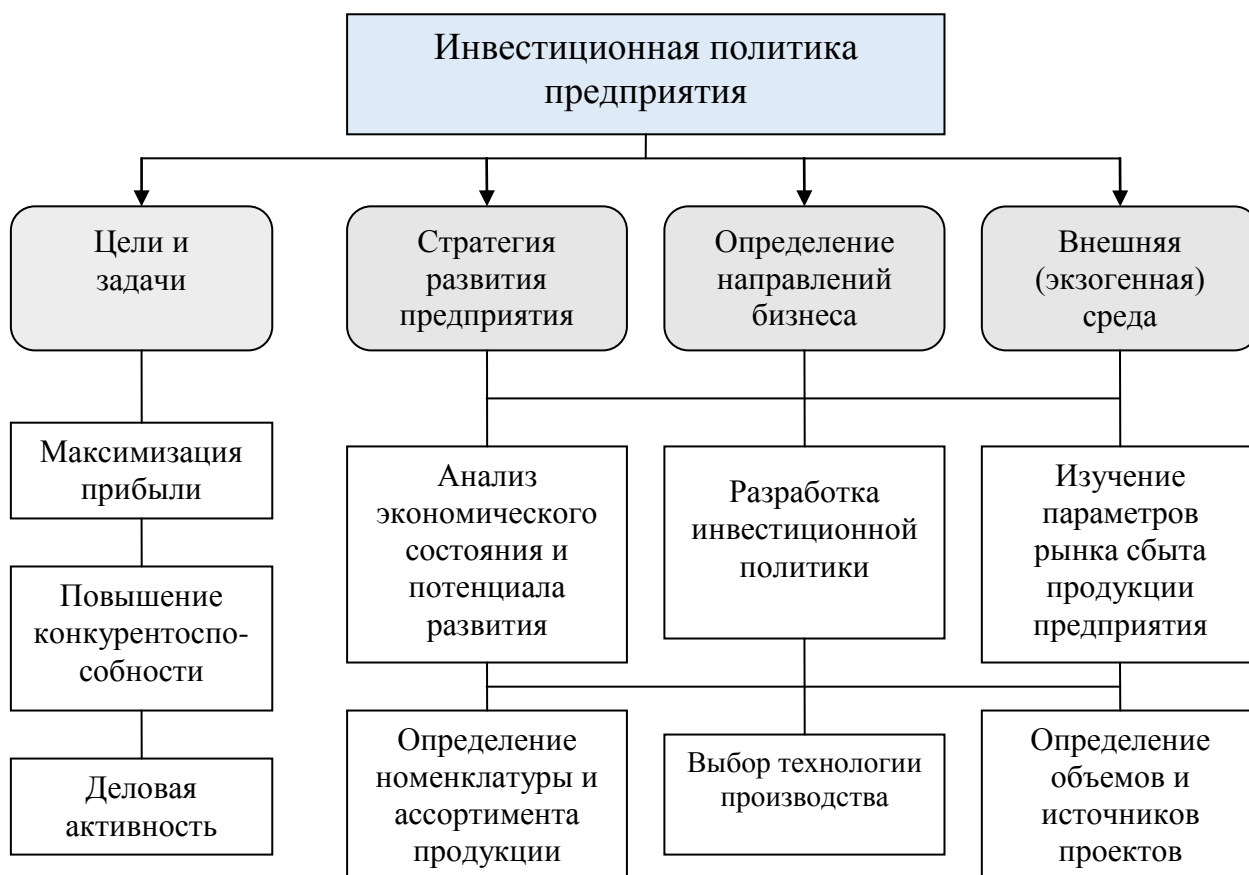 Инвестиционная политика
предприятия
Цели и
задачи
Стратегия
развития
предприятия
Определение
направлений
бизнеса
Внешняя
(экзогенная)
среда
Максимизация
прибыли
Повышение
конкурентоспо-
собности
Деловая
активность
Анализ
экономического
состояния и
потенциала
развития
Разработка
инвестиционной
политики
Изучение
параметров
рынка сбыта
продукции
предприятия
Определение
номенклатуры и
ассортимента
продукции
Выбор технологии
производства
Определение
объемов и
источников
проектов